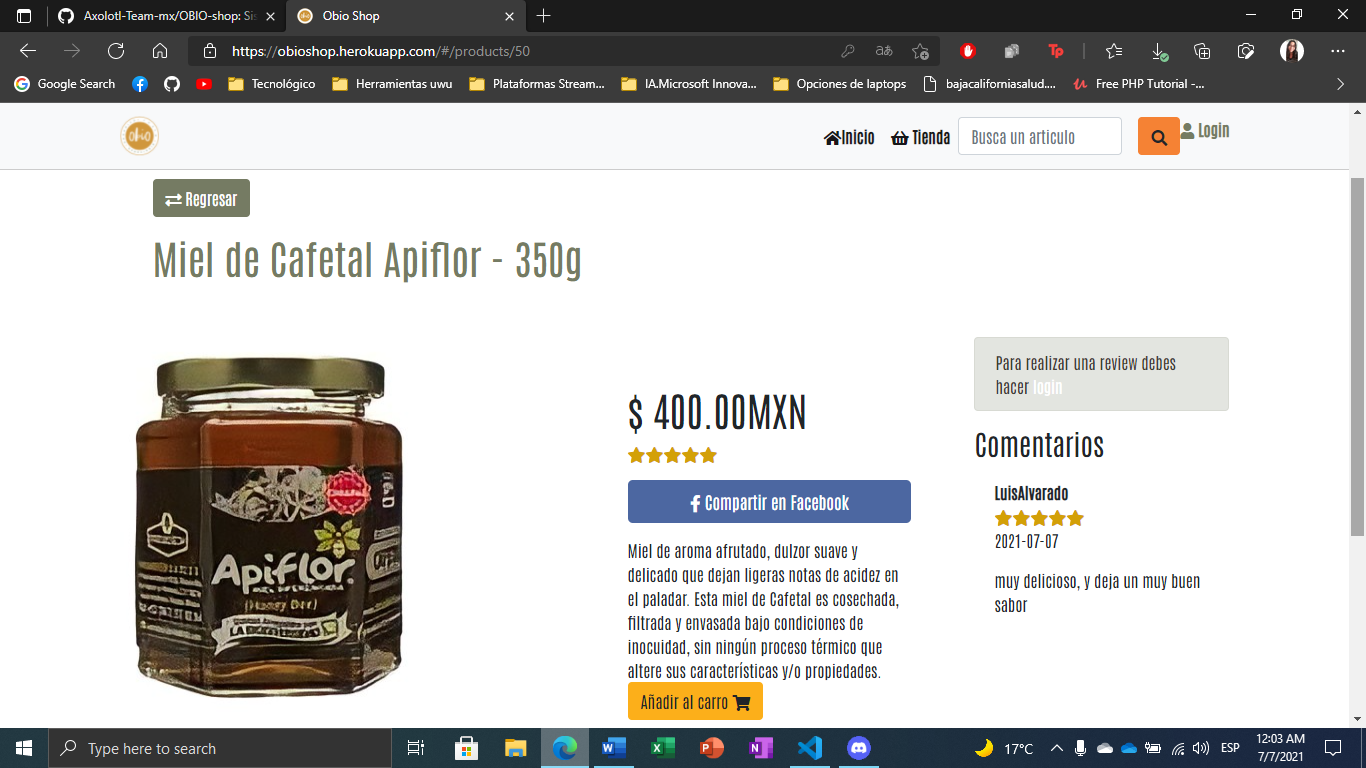 Axolotl-Team-mx/OBIO-shop: Sis
Obio Shop
https://obioshop.herokuapp.com/#/products/50
Google Search
Tecnológico
Herramientas uwu
Plataformas Stream...
IA.Microsoft Innova...
Opciones de laptops
bajacaliforniasalud....
Free PHP Tutorial -...
obio
Inicio
Tienda
Busca un articulo
Login
Regresar
Miel de Cafetal Apiflor - 350g
Apiflor
$ 400.00MXN
Compartir en Facebook
Miel de aroma afrutado, dulzor suave y
delicado que dejan ligeras notas de acidez en
el paladar. Esta miel de Cafetal es cosechada,
filtrada y envasada bajo condiciones de
inocuidad, sin ningún proceso térmico que
altere sus características y/o propiedades.
Añadir al carro
Para realizar una review debes
hacer login
Comentarios
LuisAlvarado
2021-07-07
muy delicioso, y deja un muy buen
sabor
Type here to search
17°C
ESP
12:03 AM
7/7/2021